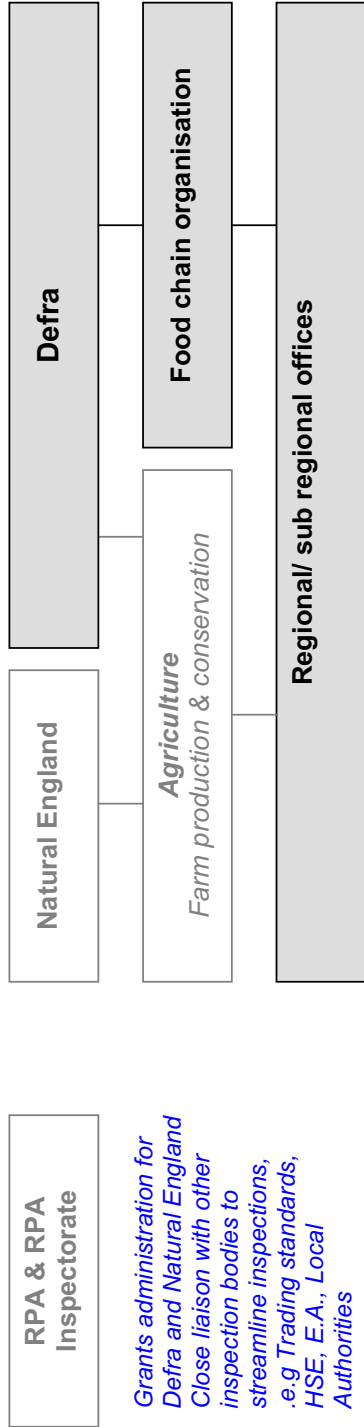 RPA & RPA
Inspectorate
Natural England
Defra
Grants administration for
Defra and Natural England
Close liaison with other
inspection bodies to
streamline inspections,
.e.g Trading standards,
HSE, E.A., Local
Authorities
Agriculture
Farm production & conservation
Food chain organisation
Regional/ sub regional offices